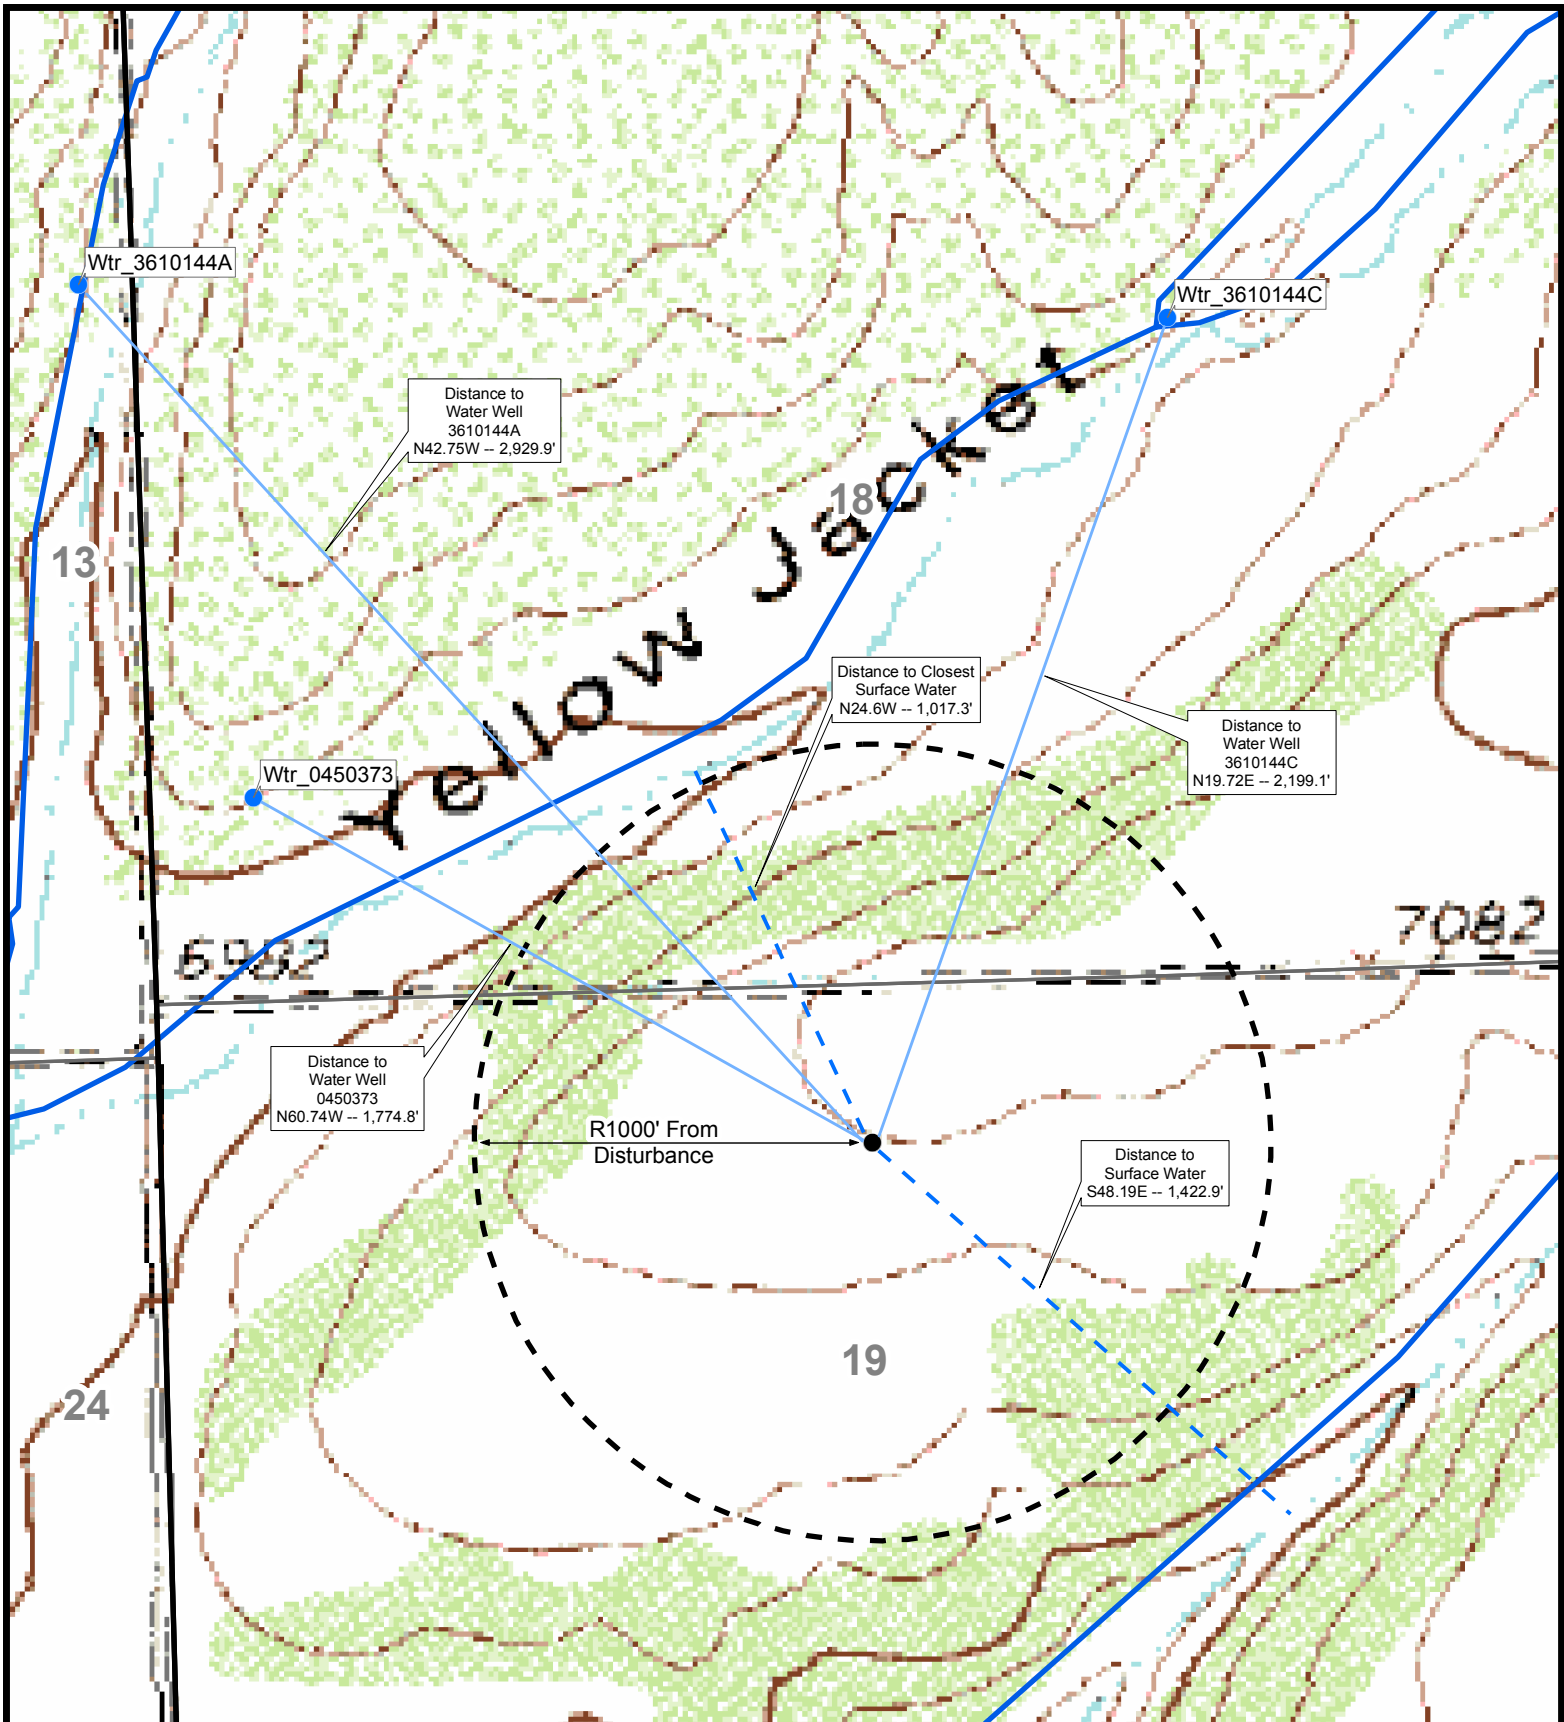 Wtr_3610144A
Wtr_3610144C
Distance to
Water Well
3610144A
N42.75W -- 2,929.9'
18
13
Yellow Jacket
Distance to Closest
Surface Water
N24.6W -- 1,017.3'
Distance to
Water Well
3610144C
N19.72E -- 2,199.1'
Wtr_0450373
6982
7082
Distance to
Water Well
0450373
N60.74W -- 1,774.8'
R1000' From
Disturbance
Distance to
Surface Water
S48.19E -- 1,422.9'
19
24